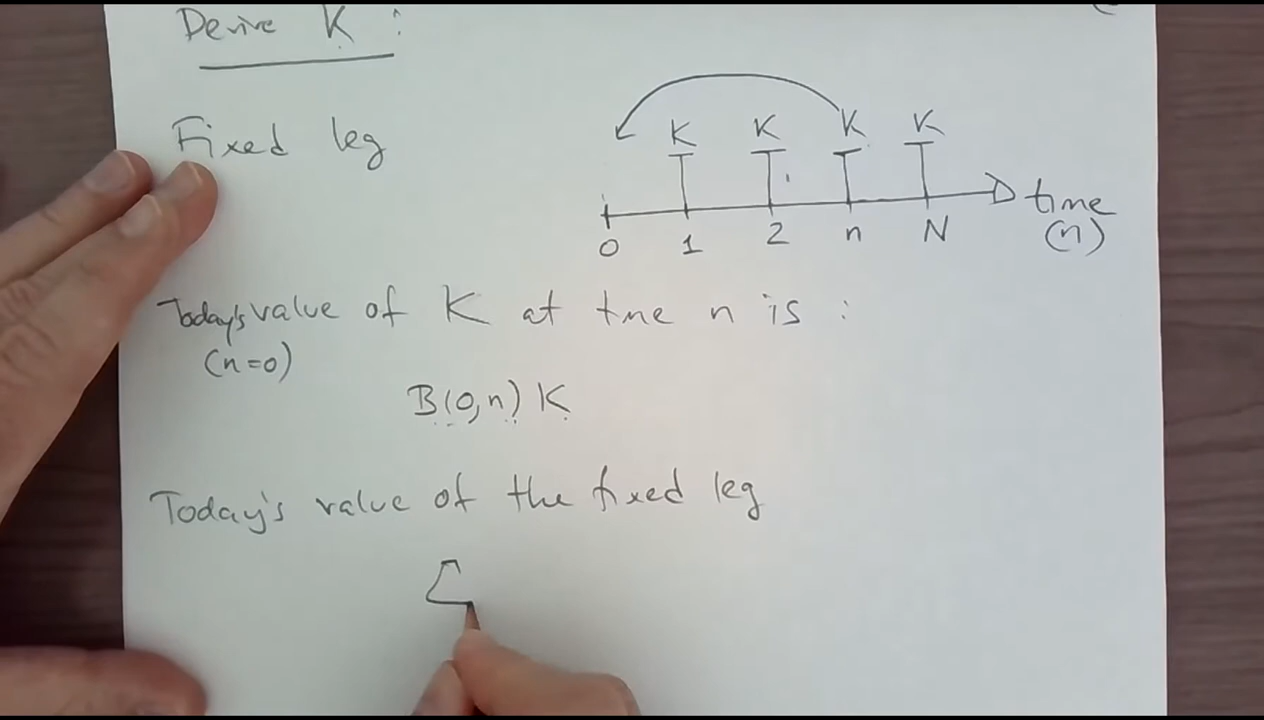 Derive K :
Fixed leg
K K K K
0 1 2 n N
time
(n)
Today's value of K at tme n is :
(n=0)
B(0,n) K
Today's value of the fixed leg
Σ